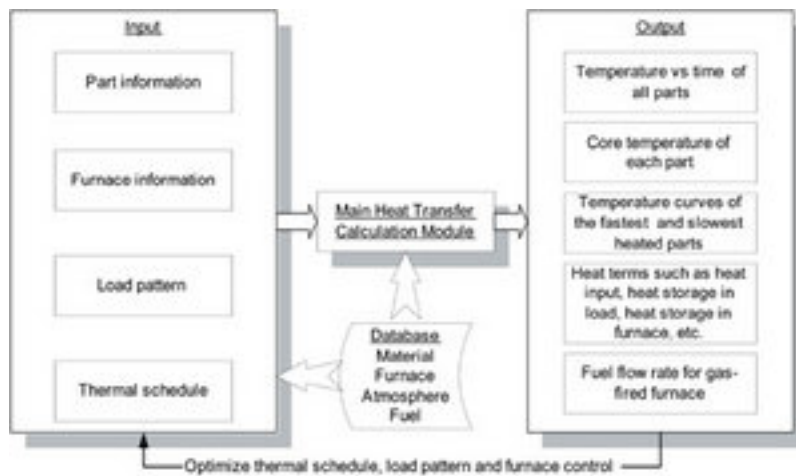 Input
Part information
Furnace information
Load pattern
Thermal schedule
Main Heat Transfer
Calculation Module
Database
Material
Furnace
Atmosphere
Fuel
Output
Temperature vs time of
all parts
Core temperature of
each part
Temperature curves of
the fastest and slowest
heated parts
Heat terms such as heat
input, heat storage in
load, heat storage in
furnace, etc.
Fuel flow rate for gas-
fired furnace
Optimize thermal schedule, load pattern and furnace control